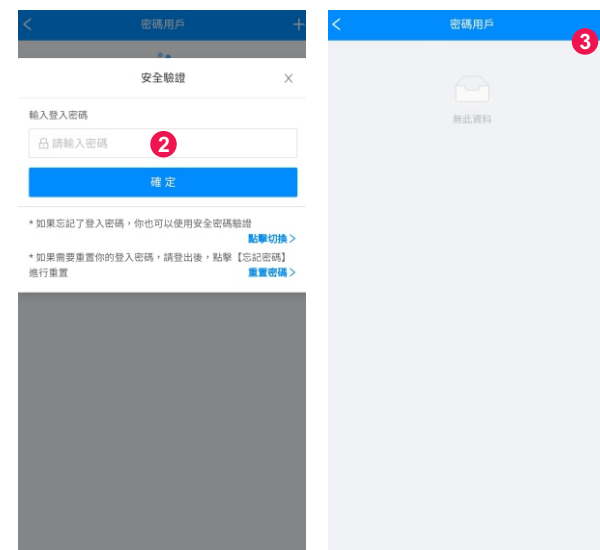 密碼用戶
安全驗證
輸入登入密碼
請輸入密碼
2
確定
* 如果忘記了登入密碼，你也可以使用安全密碼驗證
點擊切換 >
* 如果需要重置你的登入密碼，請登出後，點擊【忘記密碼】
進行重置 重置密碼 >
密碼用戶
3
無此資料